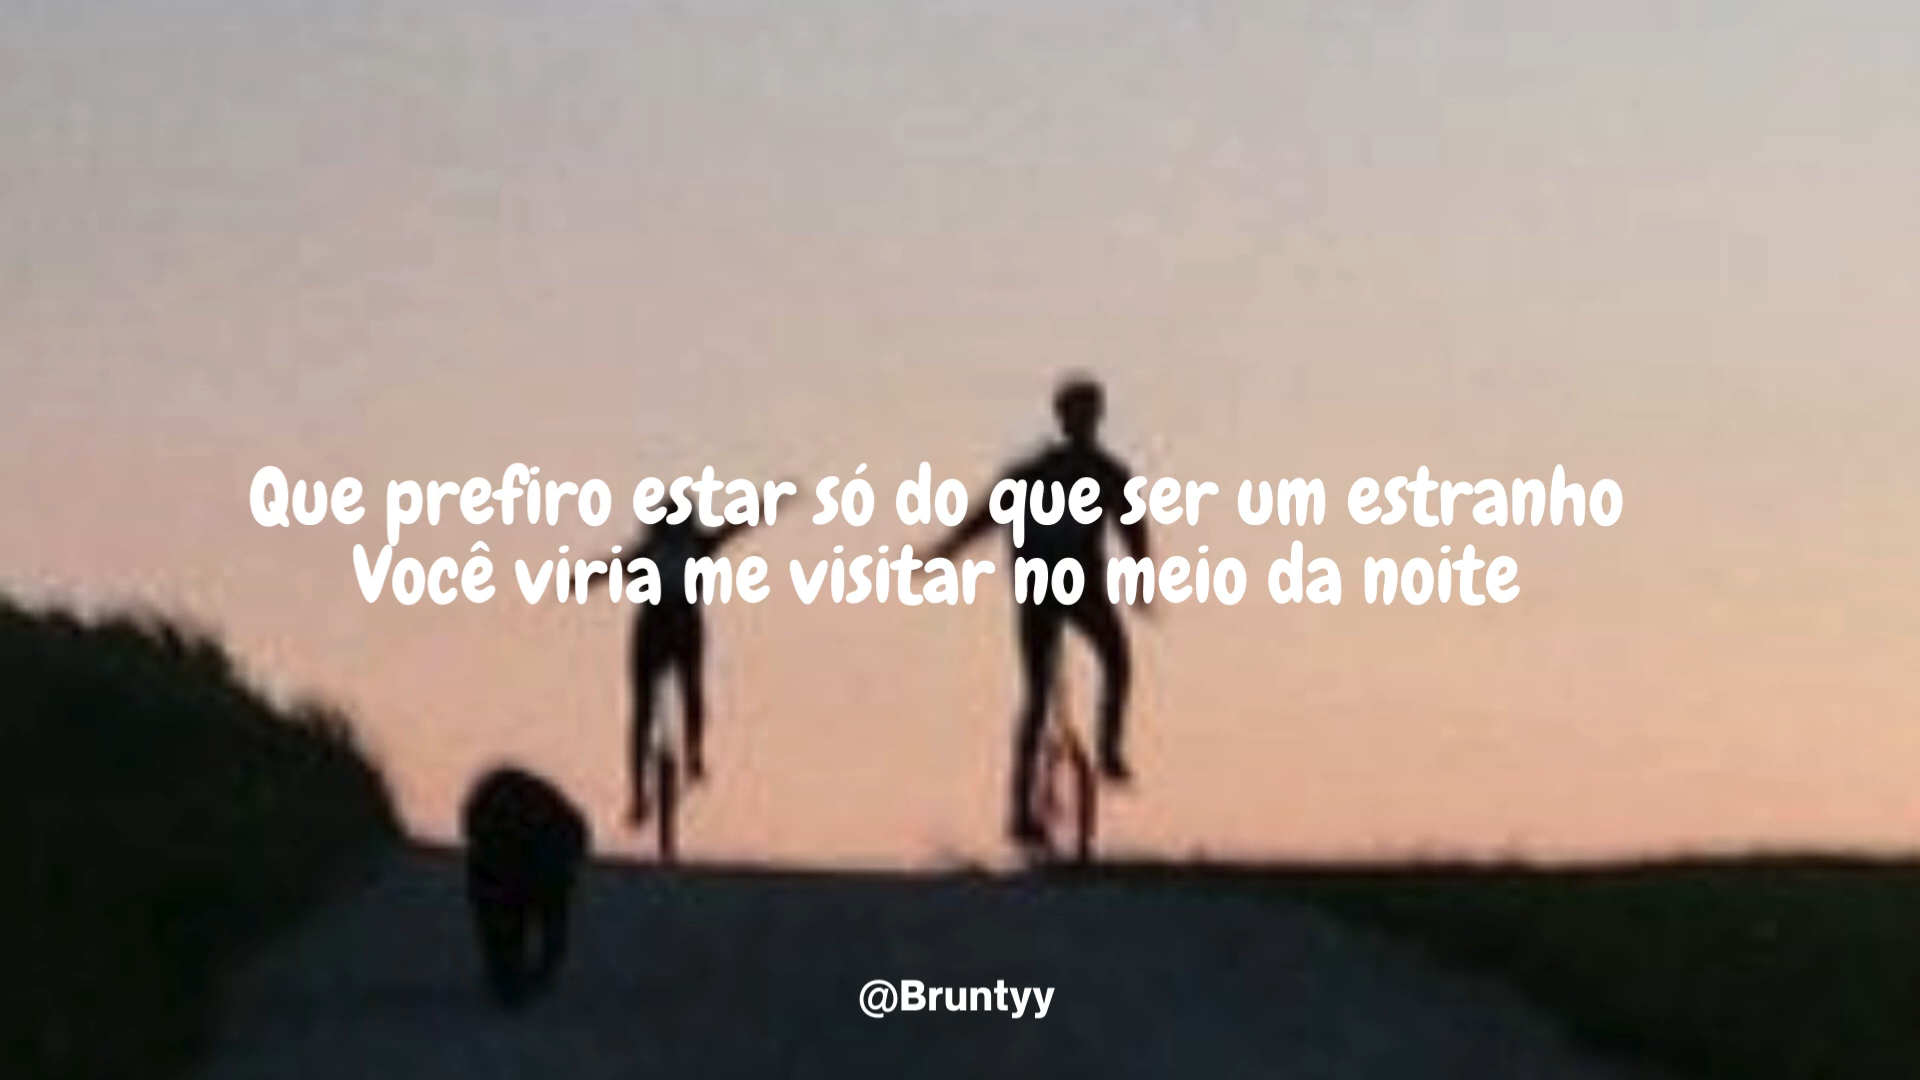 Que prefiro estar só do que ser um estranho
Você viria me visitar no meio da noite
@Bruntyy